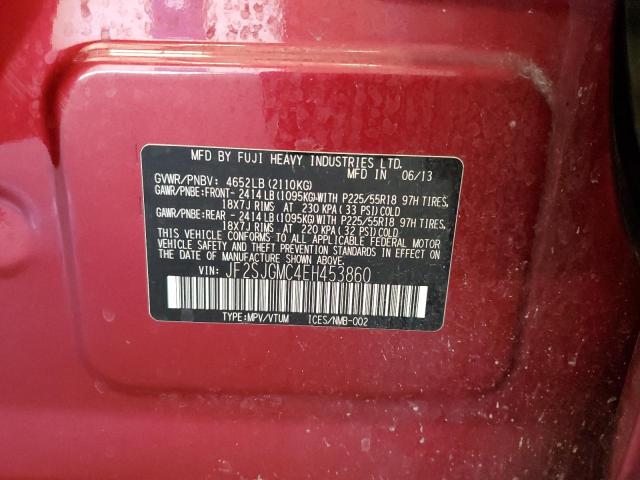 MFD BY FUJI HEAVY INDUSTRIES LTD.
MFD IN 06/13
GVWR/PNBV: 4652LB(2110KG)
GAWR/PNBE:FRONT- 2414LB(1095KG)WITH P225/55R18 97H TIRES,
18X7J RIMS AT 230 KPA(33 PSI)COLD
GAWR/PNBE:REAR - 2414LB(1095KG)WITH P225/55R18 97H TIRES,
18X7J RIMS AT 220 KPA(32 PSI)COLD
THIS VEHICLE CONFORMS TO ALL APPLICABLE FEDERAL MOTOR
VEHICLE SAFETY AND THEFT PREVENTION STANDARDS IN EFFECT ON
THE DATE OF MANUFACTURE SHOWN ABOVE.
VIN: JF2SJGMC4EH453860
TYPE:MPV/VTUM ICES/NMB-002